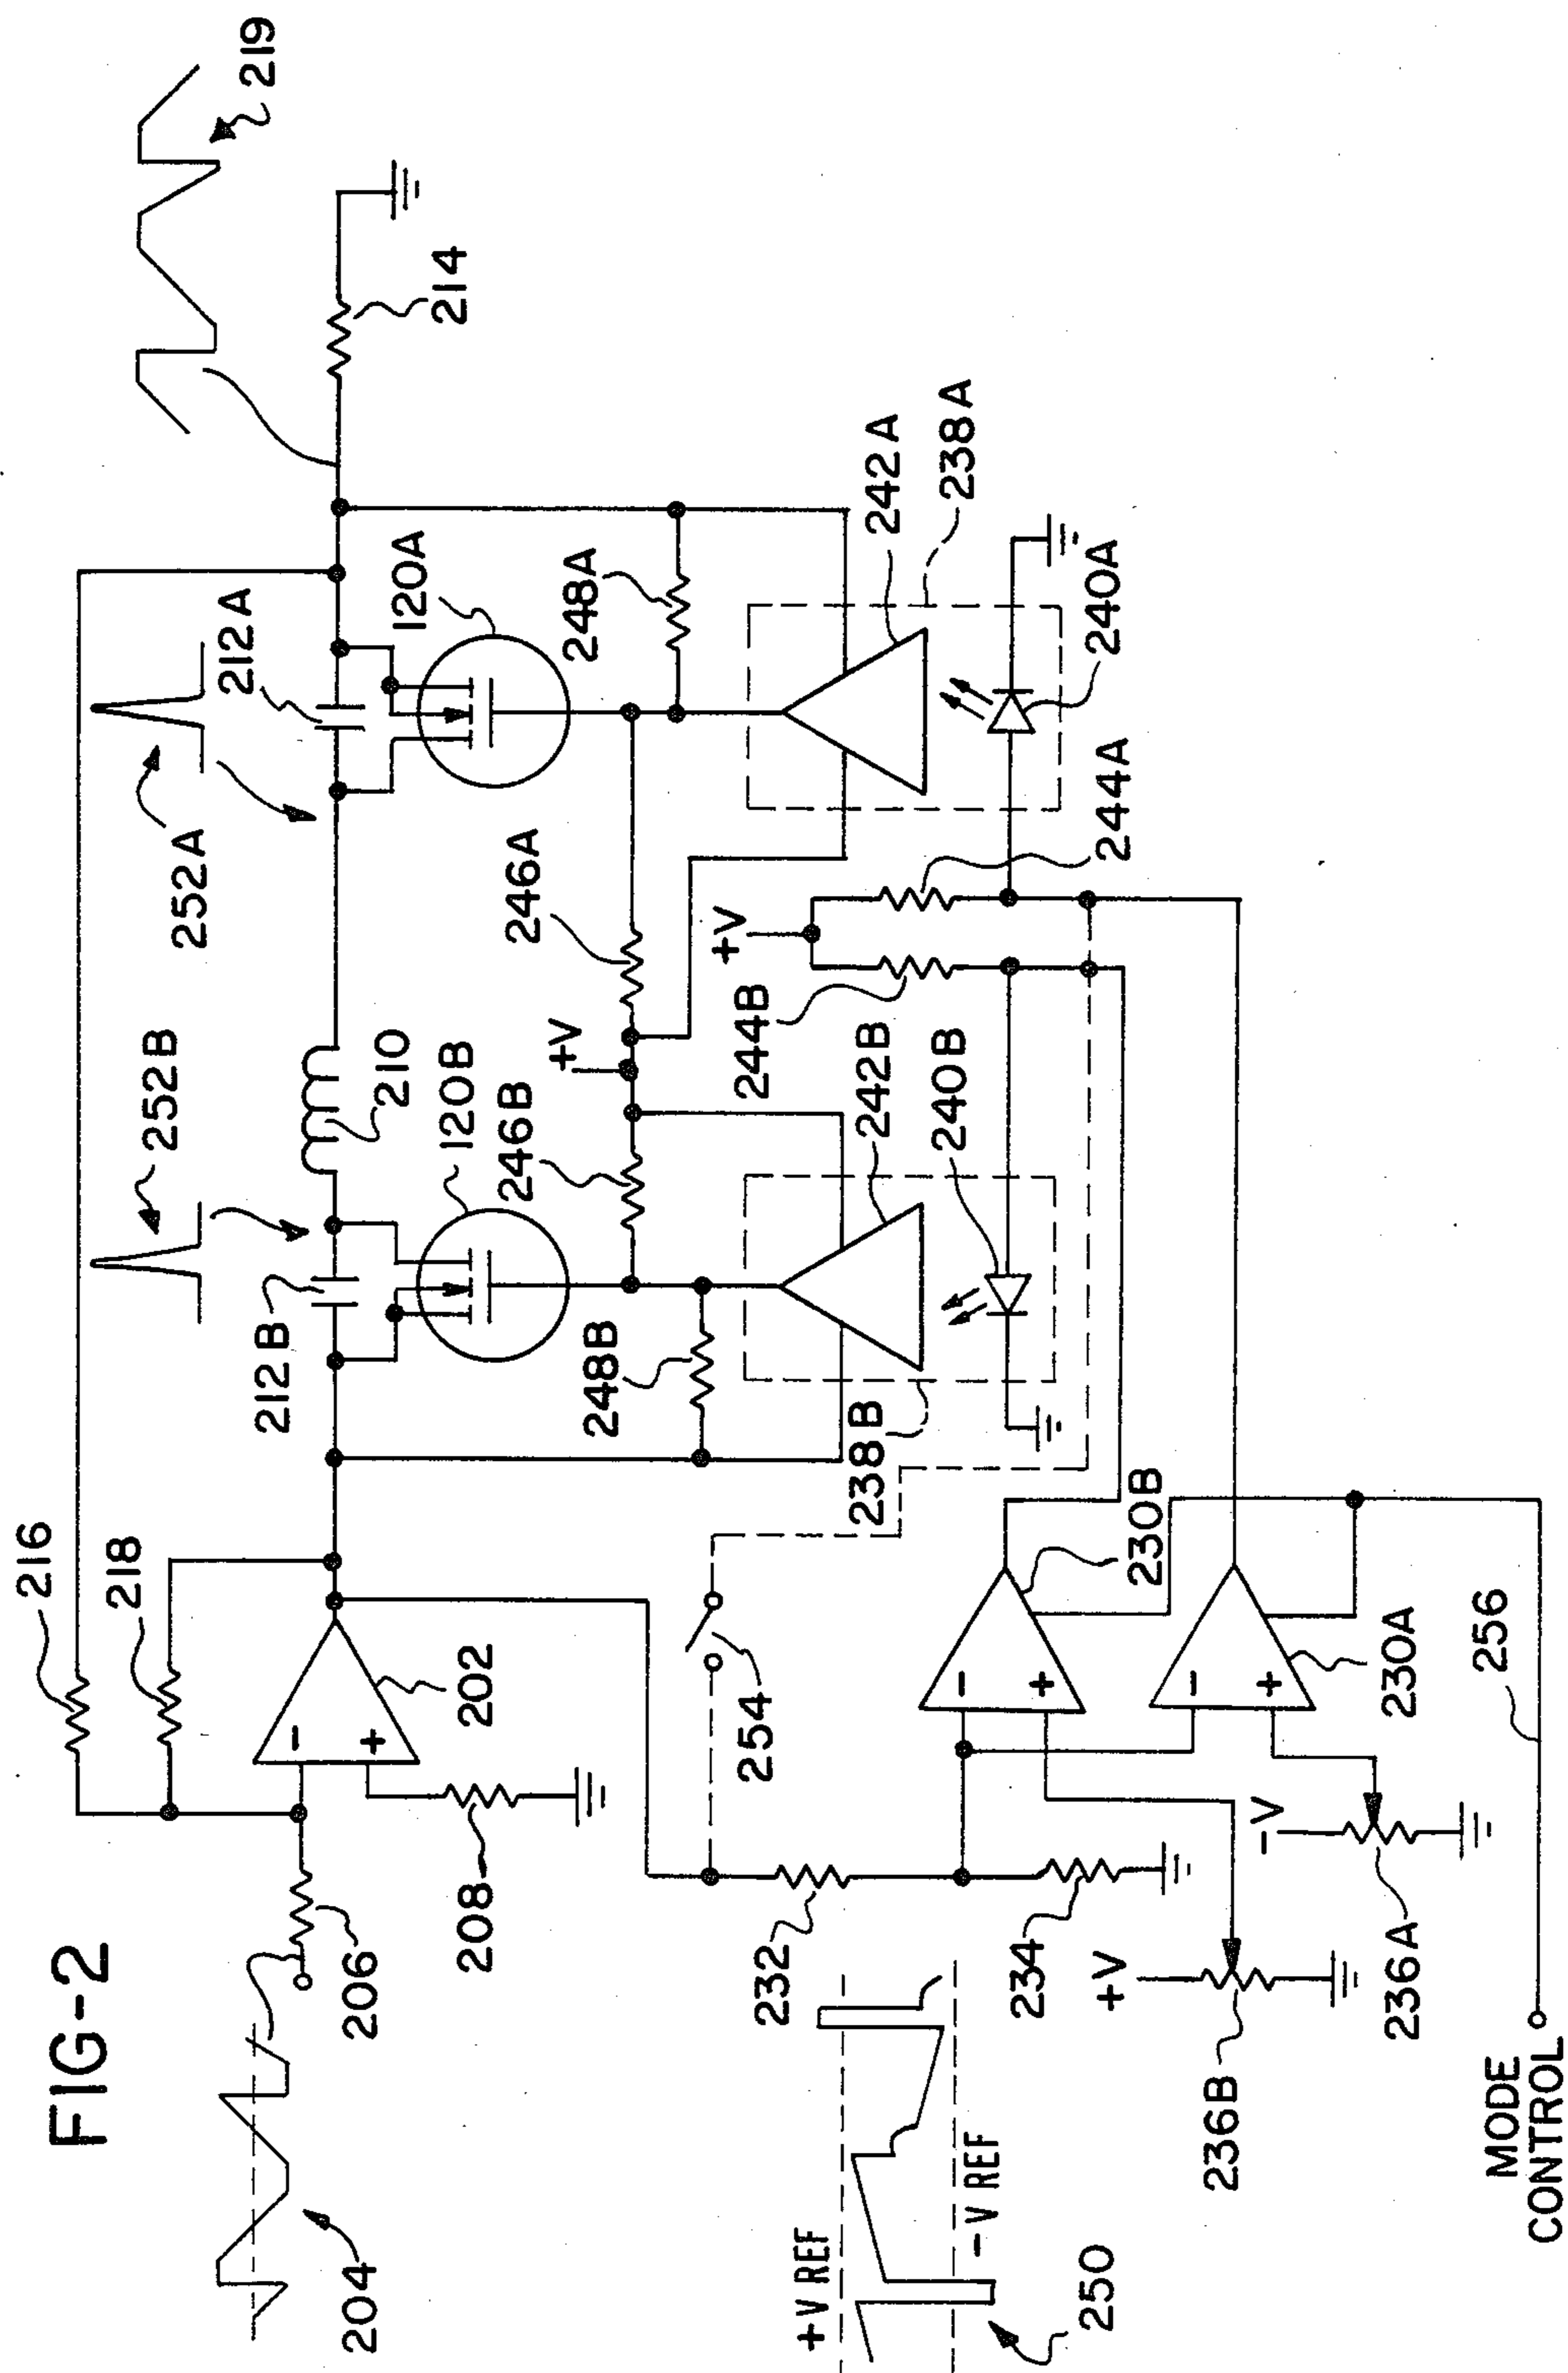 FIG-2
204
206
208
216
218
202
252B
212B
210
120B
252A
212A
120A
219
214
246B
248B
+V
246A
248A
238B
242B
240B
+V
244B
244A
242A
238A
240A
254
232
234
+V REF
-V REF
250
230B
230A
+V
236B
-V
236A
256
MODE
CONTROL
-
+
-
+
-
+